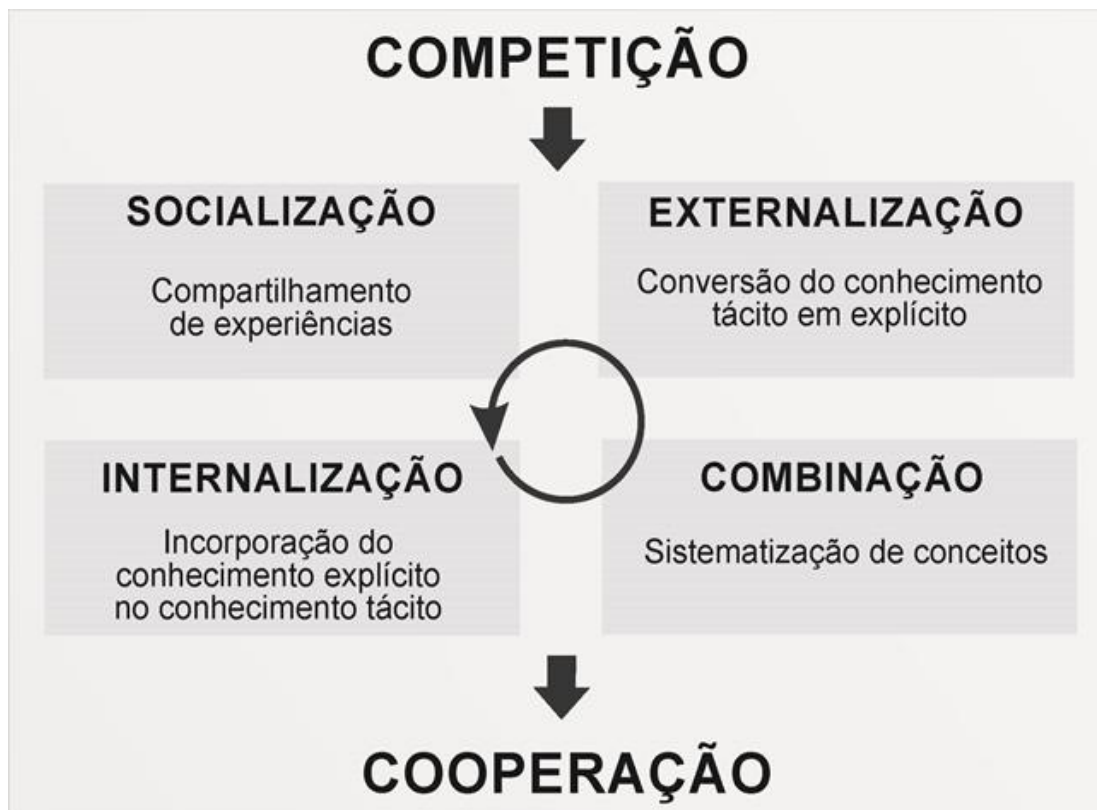 COMPETIÇÃO
SOCIALIZAÇÃO
Compartilhamento
de experiências
EXTERNALIZAÇÃO
Conversão do conhecimento
tácito em explícito
INTERNALIZAÇÃO
Incorporação do
conhecimento explícito
no conhecimento tácito
COMBINAÇÃO
Sistematização de conceitos
COOPERAÇÃO